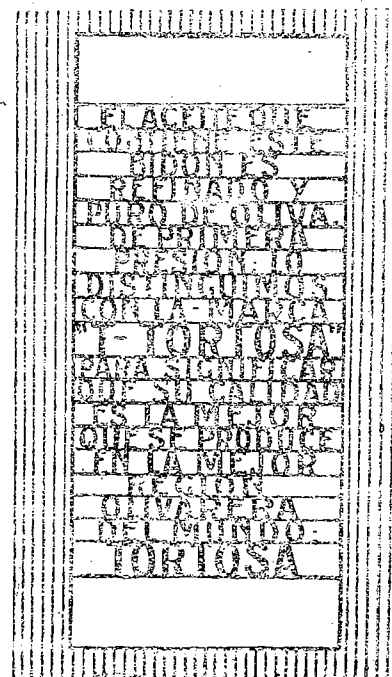 EL ACEITE QUE
CONTIENE ESTE
BIDON ES
REFINADO Y
PURO DE OLIVA
DE PRIMERA
PRESION. LO
DISTINGUIMOS
CON LA MARCA
"Y-TORTOSA"
PARA SIGNIFICAR
QUE SU CALIDAD
ES LA MEJOR
QUE SE PRODUCE
EN LA MEJOR
REGION
OLIVARERA
DEL MUNDO:
TORTOSA